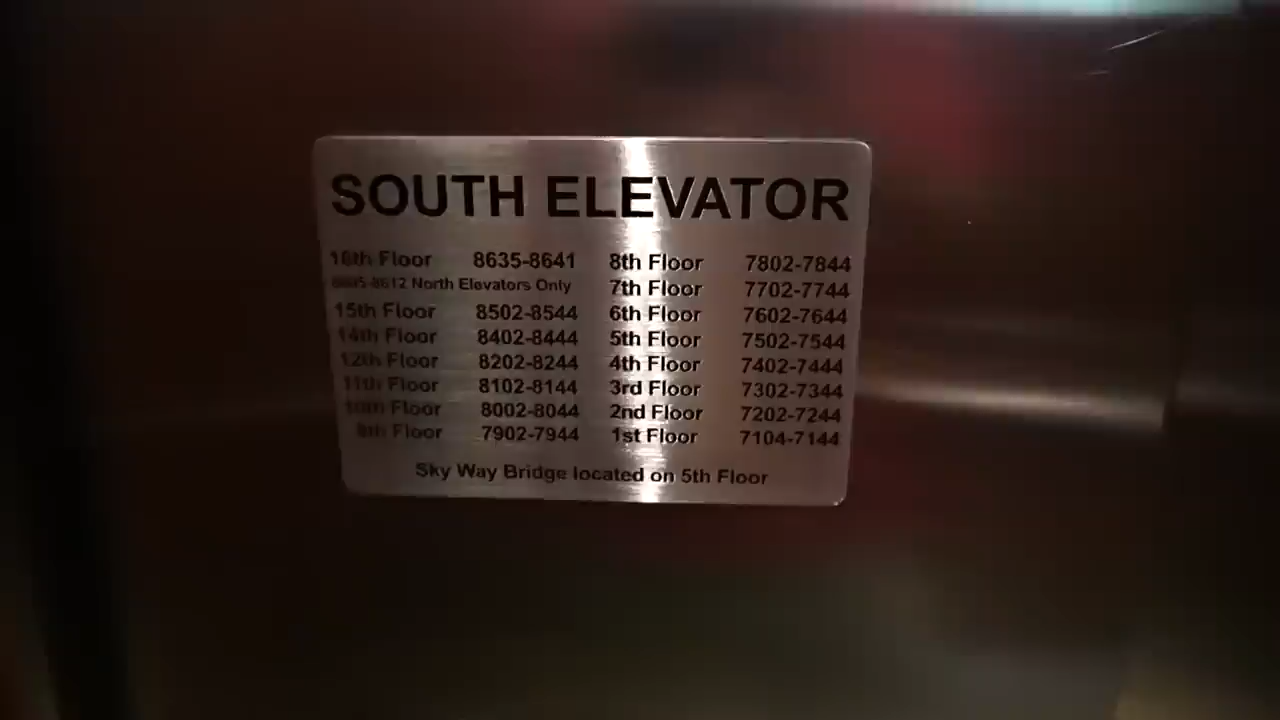 SOUTH ELEVATOR
16th Floor 8635-8641
North Elevators Only
15th Floor 8502-8544
14th Floor 8402-8444
12th Floor 8202-8244
11th Floor 8102-8144
10th Floor 8002-8044
Floor 7902-7944
8th Floor 7802-7844
7th Floor 7702-7744
6th Floor 7602-7644
5th Floor 7502-7544
4th Floor 7402-7444
3rd Floor 7302-7344
2nd Floor 7202-7244
1st Floor 7104-7144
Sky Way Bridge located on 5th Floor